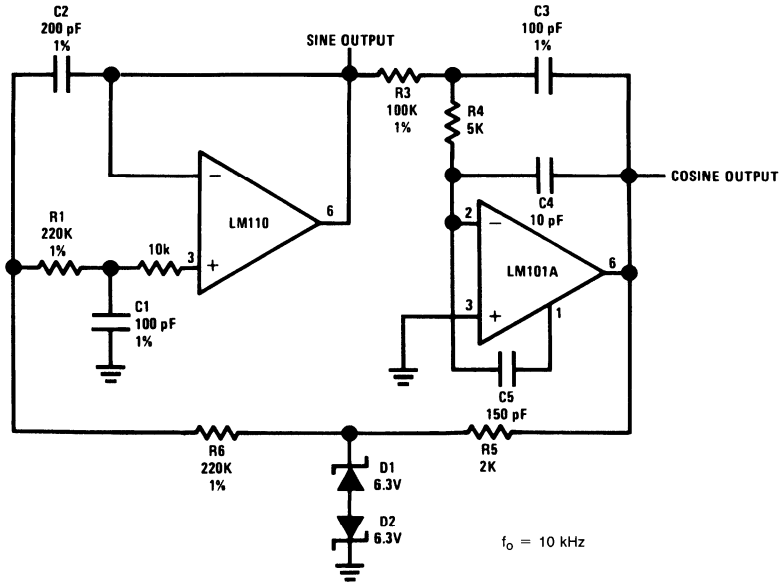 C2
200 pF
1%
SINE OUTPUT
C3
100 pF
1%
R3
100K
1%
R4
5K
COSINE OUTPUT
C4
10 pF
−
LM110
6
R1
220K
1%
10k
3
+
2
−
LM101A
6
3
+
1
C1
100 pF
1%
C5
150 pF
R6
220K
1%
R5
2K
D1
6.3V
D2
6.3V
fo = 10 kHz